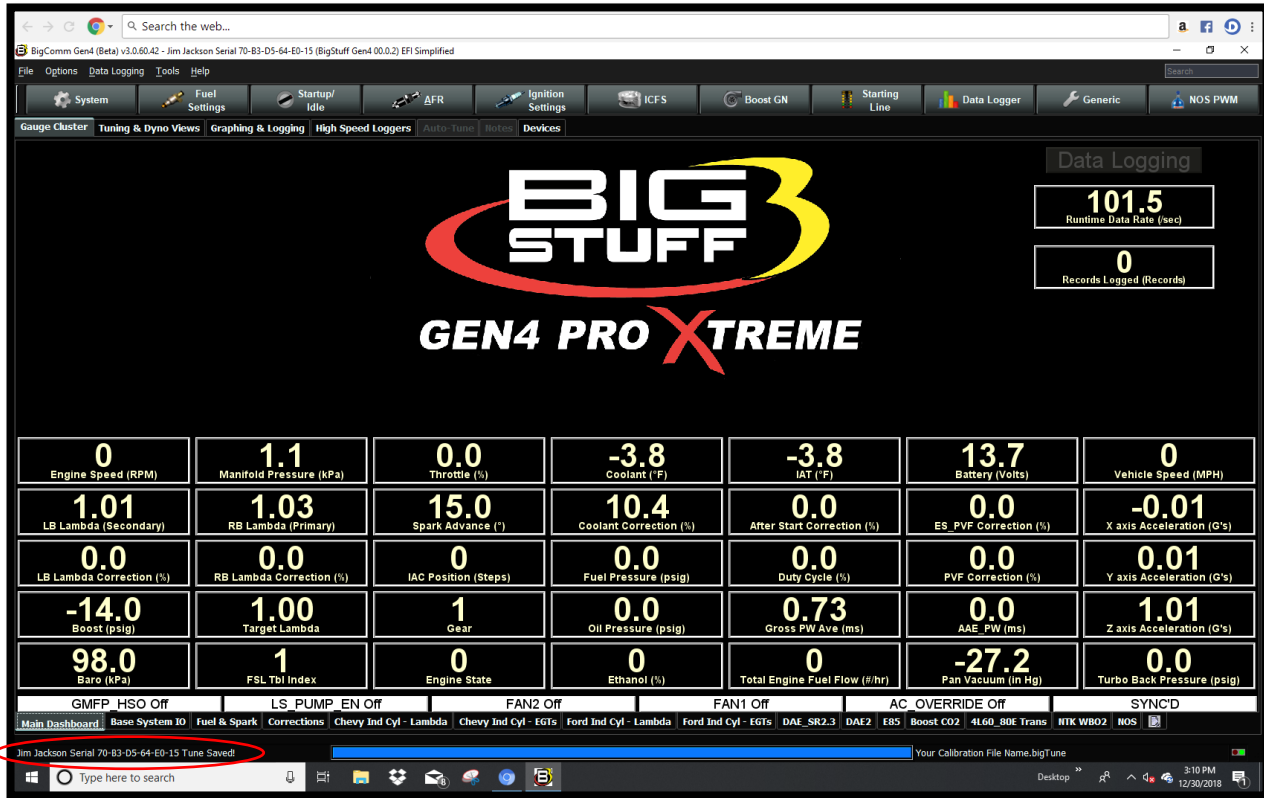 Search the web...
BigComm Gen4 (Beta) v3.0.60.42 - Jim Jackson Serial 70-B3-D5-64-E0-15 (BigStuff Gen4 00.0.2) EFI Simplified
File Options Data Logging Tools Help
Search
System
Fuel
Settings
Startup/
Idle
AFR
Ignition
Settings
ICFS
Boost GN
Starting
Line
Data Logger
Generic
NOS PWM
Gauge Cluster Tuning & Dyno Views Graphing & Logging High Speed Loggers Auto-Tune Notes Devices
Data Logging
BIG
STUFF
3
GEN4 PRO XTREME
101.5
Runtime Data Rate (/sec)
0
Records Logged (Records)
0
Engine Speed (RPM)
1.1
Manifold Pressure (kPa)
0.0
Throttle (%)
-3.8
Coolant (°F)
-3.8
IAT (°F)
13.7
Battery (Volts)
0
Vehicle Speed (MPH)
1.01
LB Lambda (Secondary)
1.03
RB Lambda (Primary)
15.0
Spark Advance (°)
10.4
Coolant Correction (%)
0.0
After Start Correction (%)
0.0
ES_PVF Correction (%)
-0.01
X axis Acceleration (G's)
0.0
LB Lambda Correction (%)
0.0
RB Lambda Correction (%)
0
IAC Position (Steps)
0.0
Fuel Pressure (psig)
0.0
Duty Cycle (%)
0.0
PVF Correction (%)
0.01
Y axis Acceleration (G's)
-14.0
Boost (psig)
1.00
Target Lambda
1
Gear
0.0
Oil Pressure (psig)
0.73
Gross PW Ave (ms)
0.0
AAE_PW (ms)
1.01
Z axis Acceleration (G's)
98.0
Baro (kPa)
1
FSL Tbl Index
0
Engine State
0
Ethanol (%)
0
Total Engine Fuel Flow (#/hr)
-27.2
Pan Vacuum (in Hg)
0.0
Turbo Back Pressure (psig)
GMFP_HSO Off LS_PUMP_EN Off FAN2 Off FAN1 Off AC_OVERRIDE Off SYNC'D
Main Dashboard Base System IO Fuel & Spark Corrections Chevy Ind Cyl - Lambda Chevy Ind Cyl - EGTs Ford Ind Cyl - Lambda Ford Ind Cyl - EGTs DAE_SR2.3 DAE2 E85 Boost CO2 4L60_80E Trans NTK WBO2 NOS
Jim Jackson Serial 70-B3-D5-64-E0-15 Tune Saved! Your Calibration File Name.bigTune
Type here to search
Desktop
3:10 PM
12/30/2018